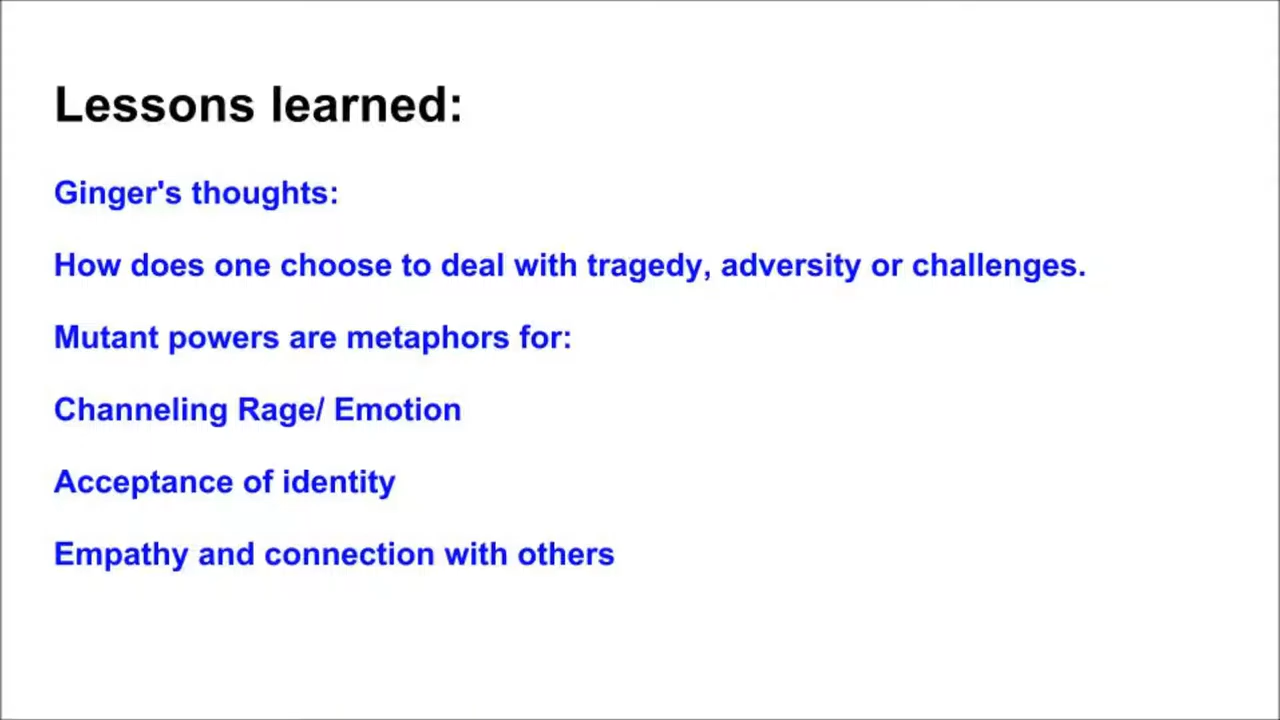 Lessons learned:
Ginger's thoughts:
How does one choose to deal with tragedy, adversity or challenges.
Mutant powers are metaphors for:
Channeling Rage/ Emotion
Acceptance of identity
Empathy and connection with others